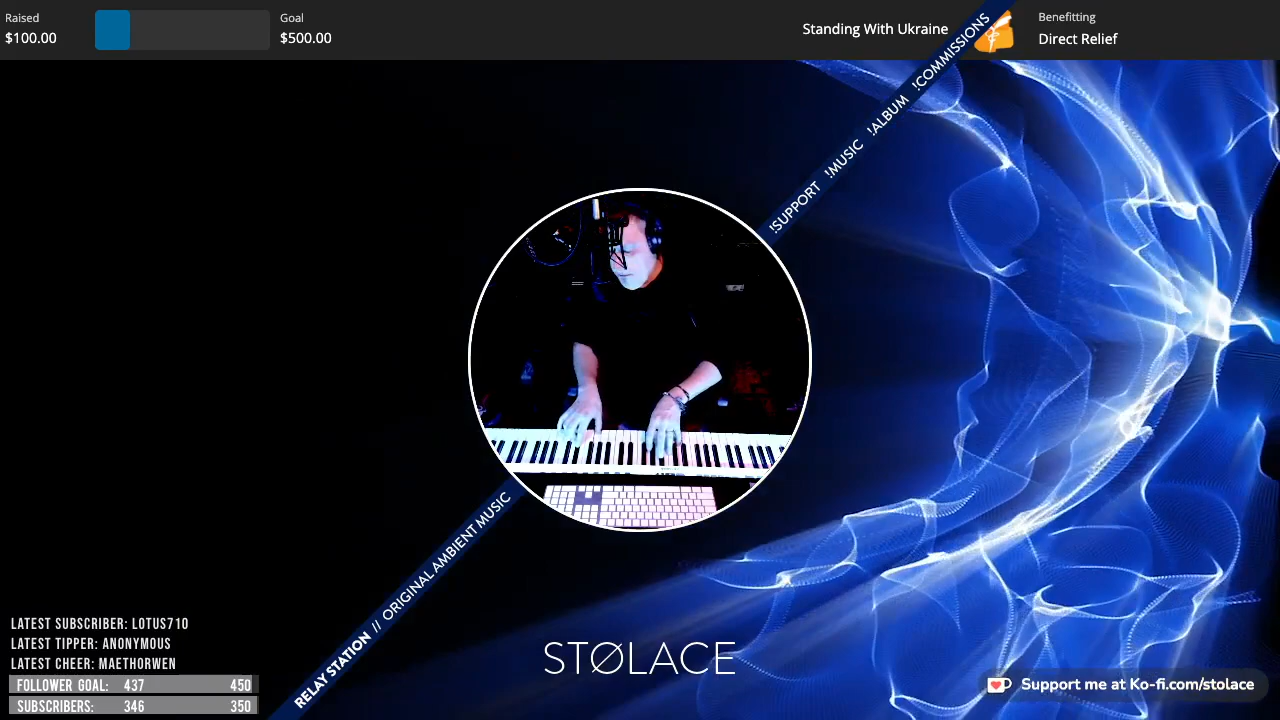 Raised
$100.00
Goal
$500.00
Standing With Ukraine
Benefitting
Direct Relief
!SUPPORT !MUSIC !ALBUM !COMMISSIONS
RELAY STATION // ORIGINAL AMBIENT MUSIC
LATEST SUBSCRIBER: LOTUS710
LATEST TIPPER: ANONYMOUS
LATEST CHEER: MAETHORWEN
FOLLOWER GOAL: 437 450
SUBSCRIBERS: 346 350
STØLACE
Support me at Ko-fi.com/stolace